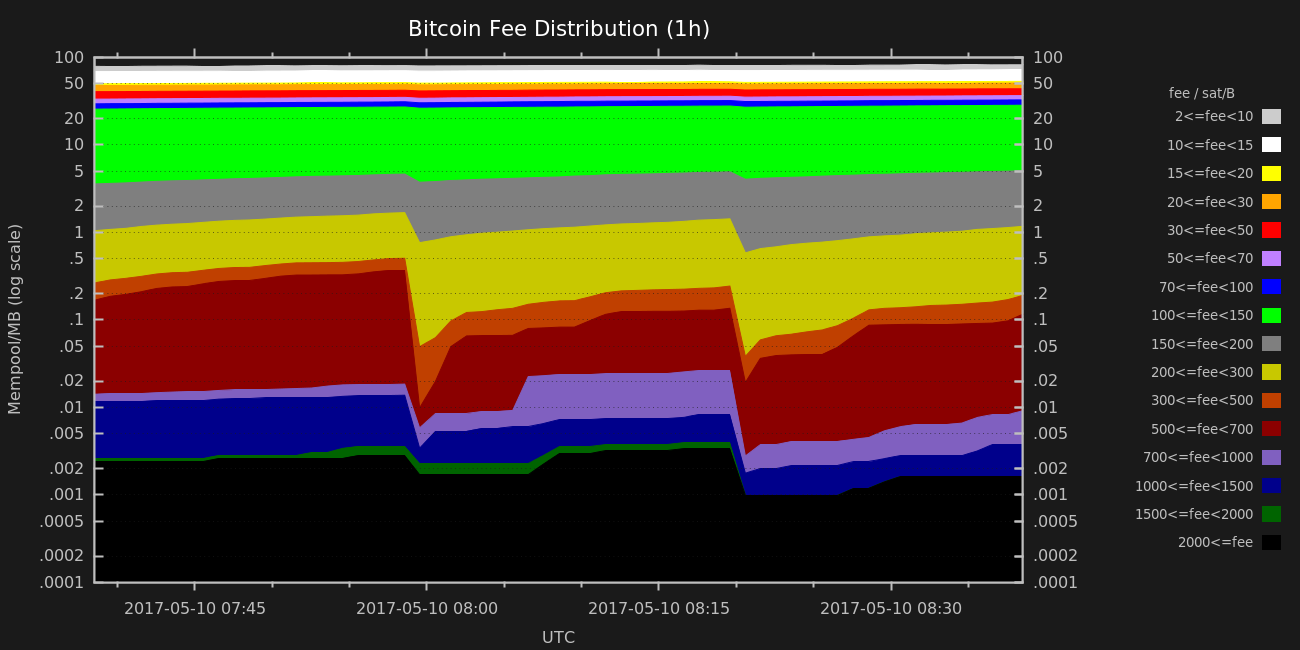 Bitcoin Fee Distribution (1h)
Mempool/MB (log scale)
100
50
20
10
5
2
1
.5
.2
.1
.05
.02
.01
.005
.002
.001
.0005
.0002
.0001
100
50
20
10
5
2
1
.5
.2
.1
.05
.02
.01
.005
.002
.001
.0005
.0002
.0001
2017-05-10 07:45 2017-05-10 08:00 2017-05-10 08:15 2017-05-10 08:30
UTC
fee / sat/B
2<=fee<10
10<=fee<15
15<=fee<20
20<=fee<30
30<=fee<50
50<=fee<70
70<=fee<100
100<=fee<150
150<=fee<200
200<=fee<300
300<=fee<500
500<=fee<700
700<=fee<1000
1000<=fee<1500
1500<=fee<2000
2000<=fee